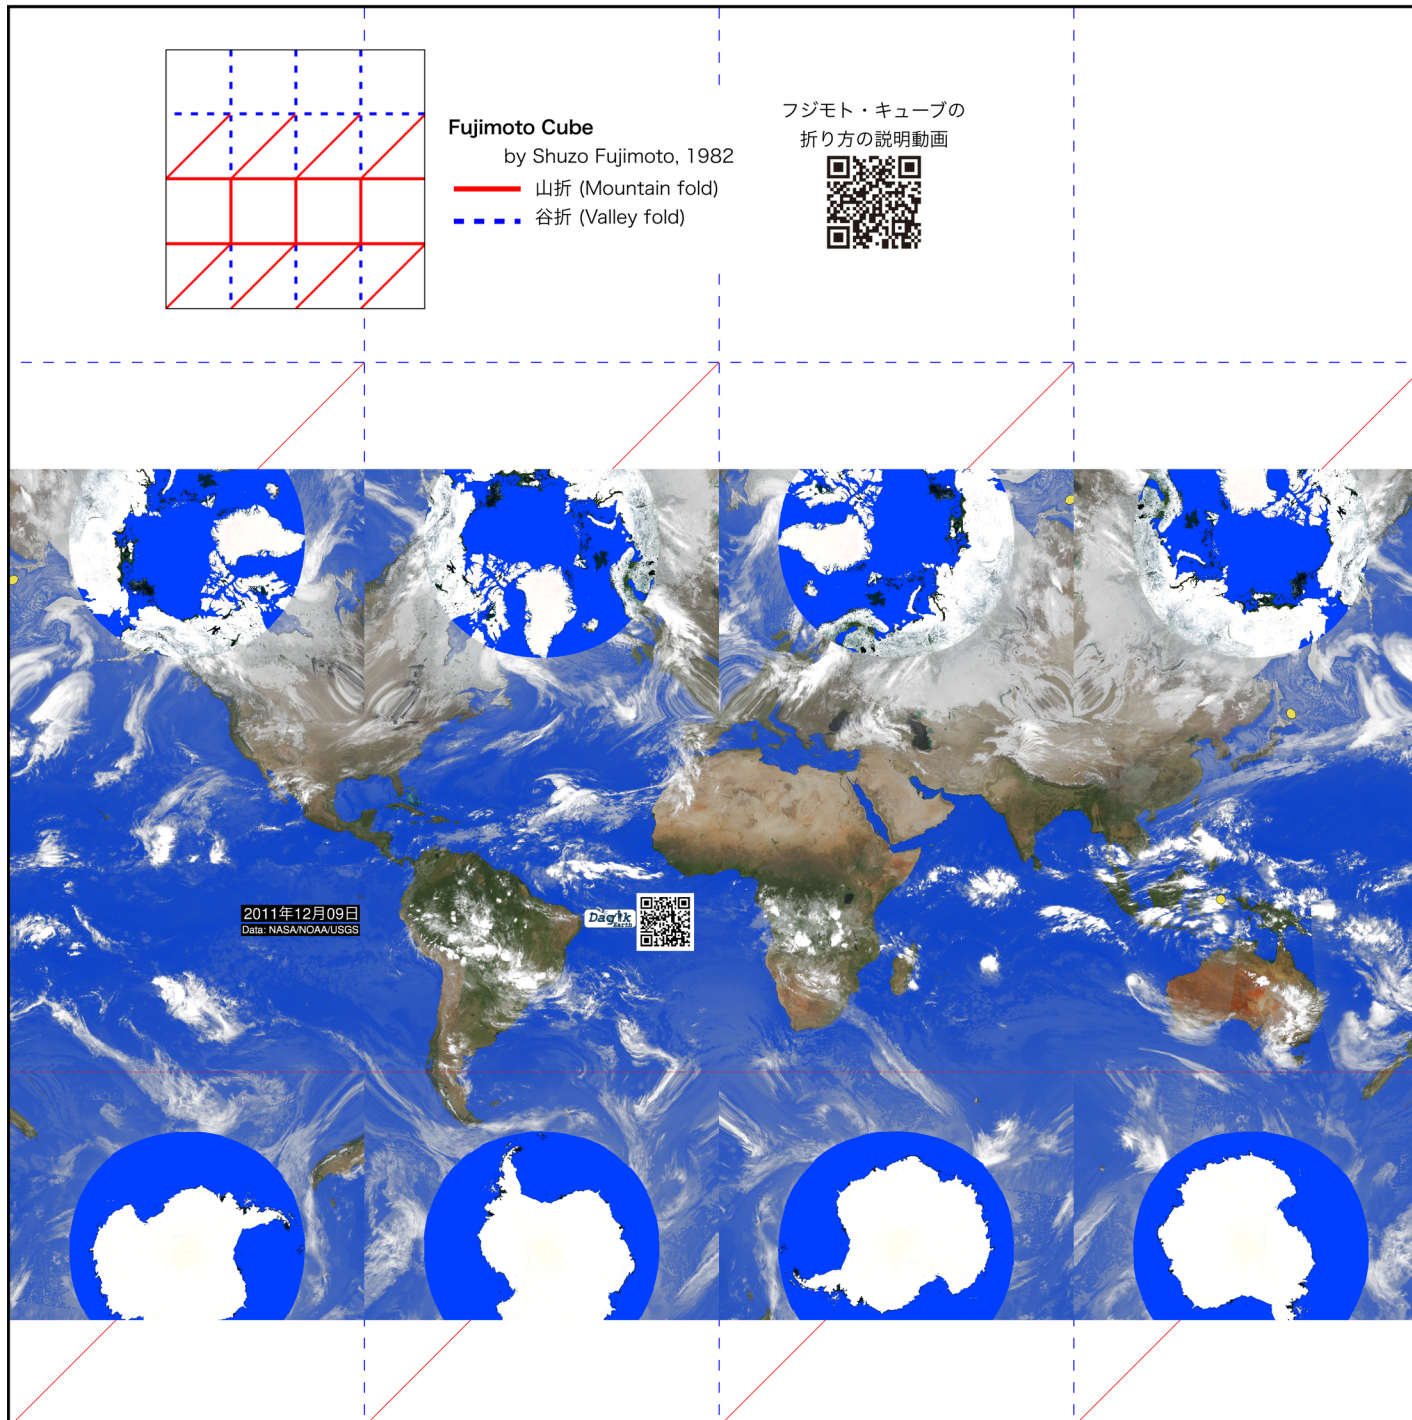 Fujimoto Cube
by Shuzo Fujimoto, 1982
山折 (Mountain fold)
谷折 (Valley fold)
フジモト・キューブの
折り方の説明動画
2011年12月09日
Data: NASA/NOAA/USGS
Dagik
Earth